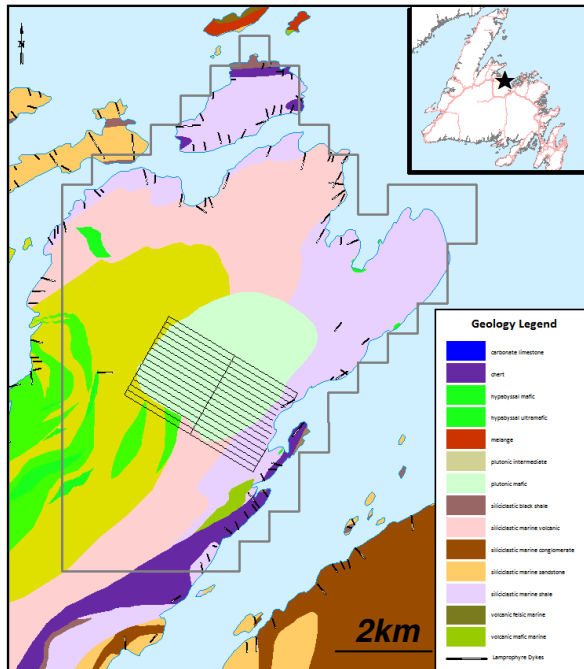 N
Geology Legend
carbonate limestone
chert
hypabyssal mafic
hypabyssal ultramafic
melange
plutonic intermediate
plutonic mafic
siliciclastic black shale
siliciclastic marine volcanic
siliciclastic marine conglomerate
siliciclastic marine sandstone
siliciclastic marine shale
volcanic felsic marine
volcanic mafic marine
Lamprophyre Dykes
2km